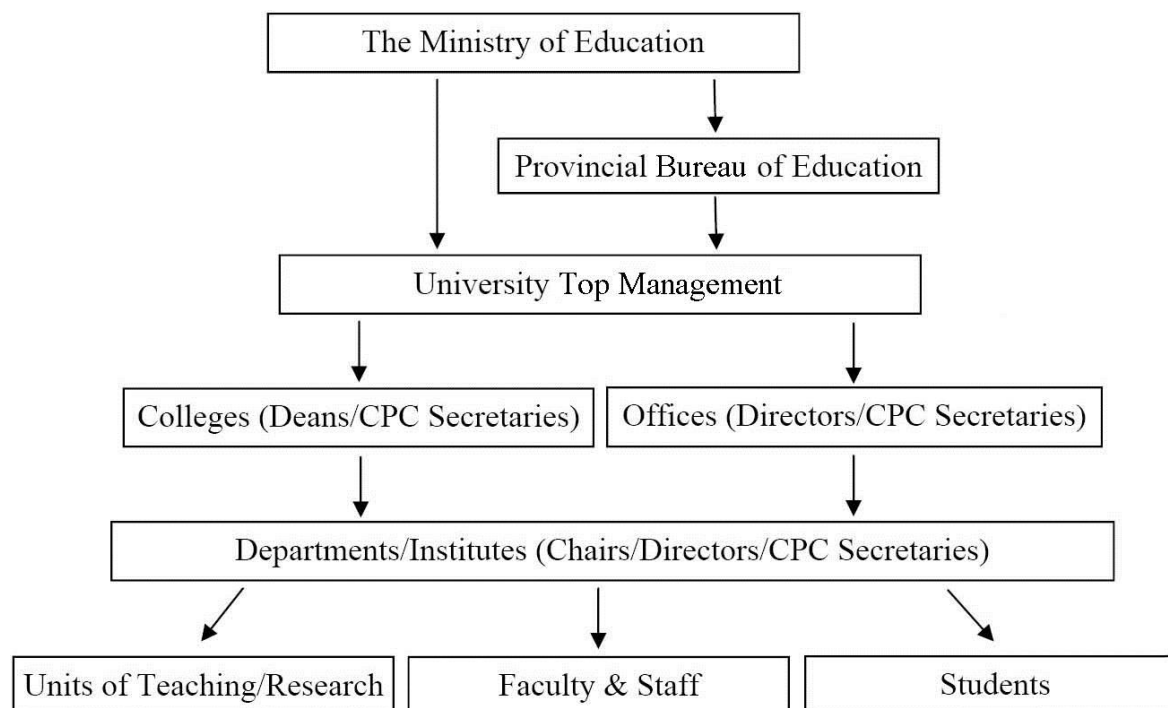 The Ministry of Education
Provincial Bureau of Education
University Top Management
Colleges (Deans/CPC Secretaries)
Offices (Directors/CPC Secretaries)
Departments/Institutes (Chairs/Directors/CPC Secretaries)
Units of Teaching/Research
Faculty & Staff
Students